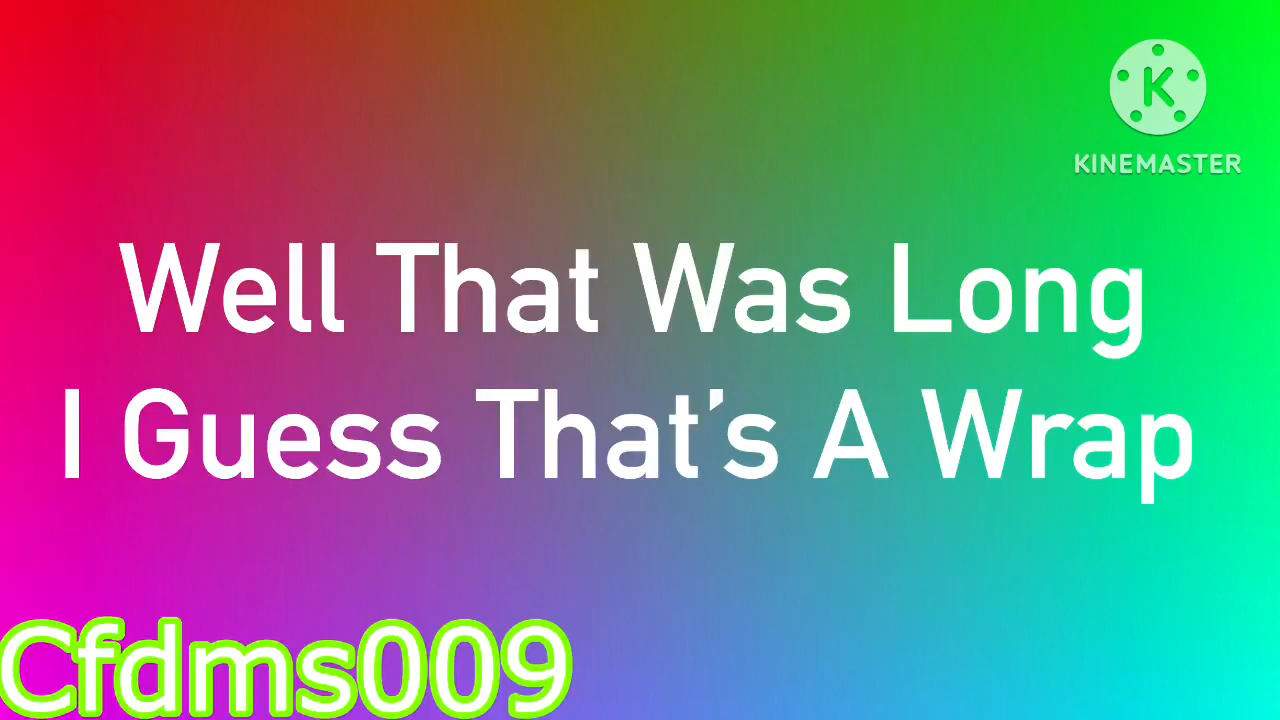 K
KINEMASTER
Well That Was Long
I Guess That's A Wrap
Cfdms009